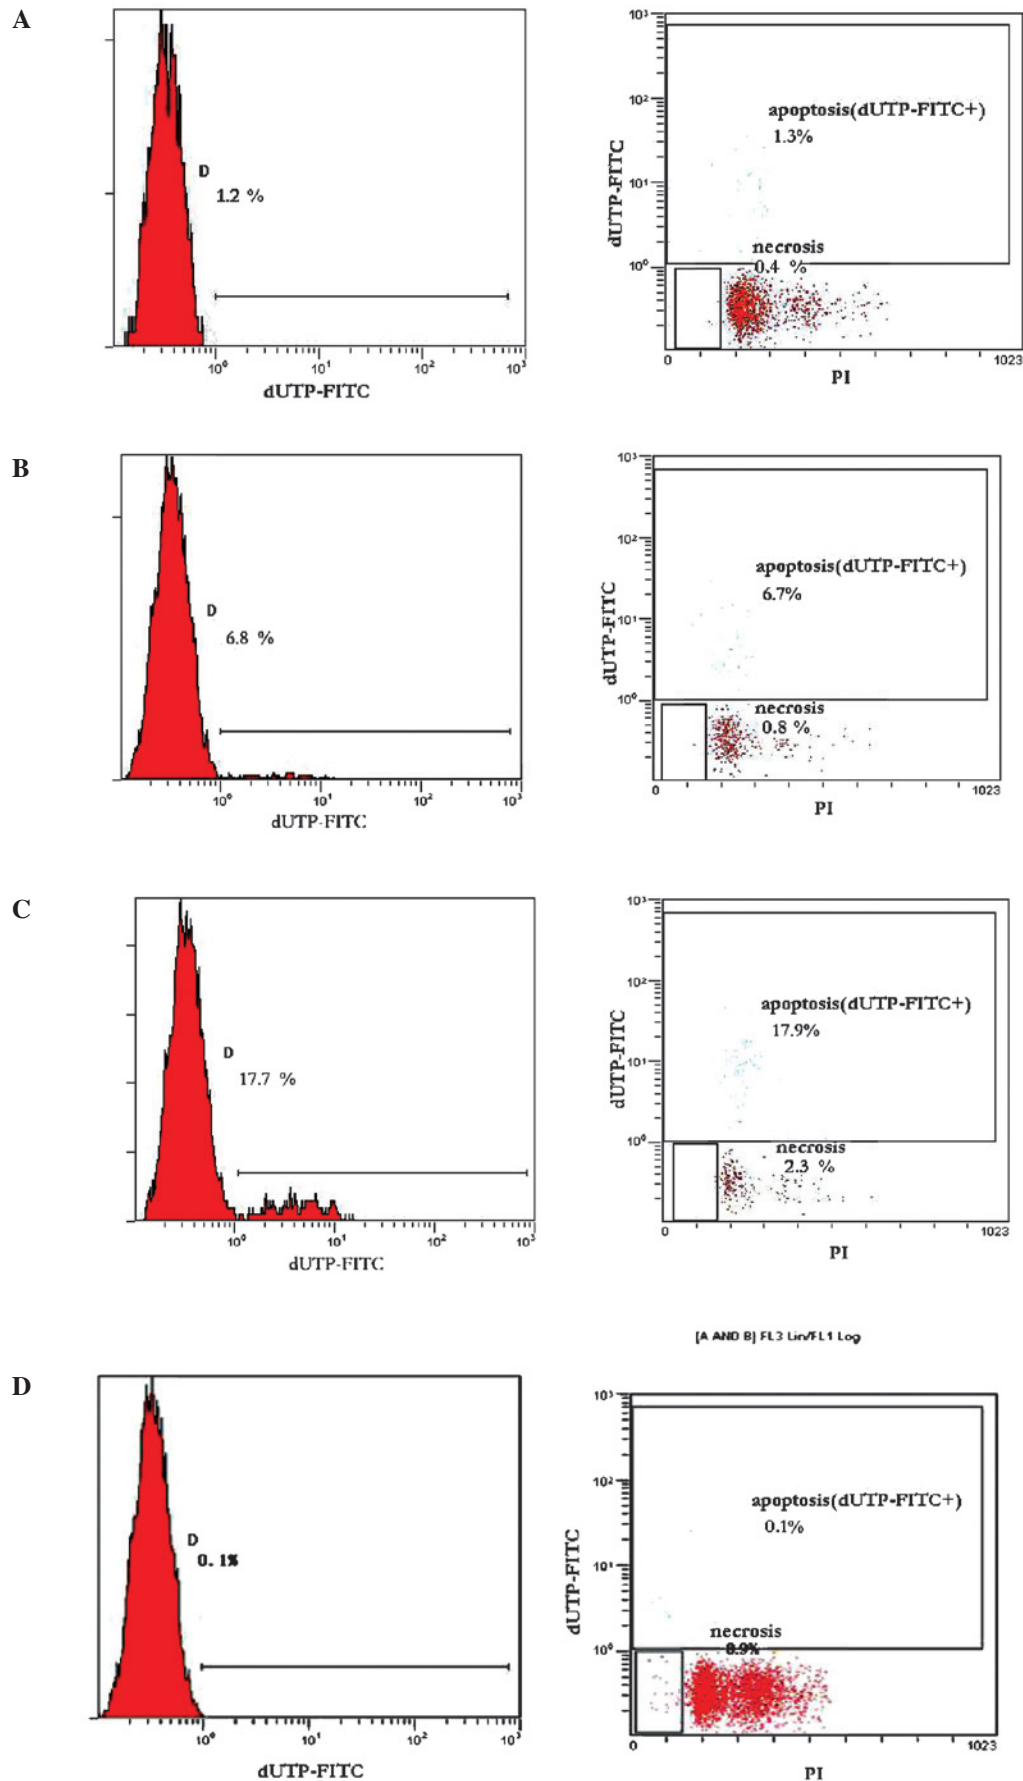 A
D
1.2 %
10⁰ 10¹ 10² 10³
dUTP-FITC
10³
10²
10¹
10⁰
dUTP-FITC
apoptosis(dUTP-FITC+)
1.3%
necrosis
0.4 %
1023
PI
B
D
6.8 %
10⁰ 10¹ 10² 10³
dUTP-FITC
10³
10²
10¹
10⁰
dUTP-FITC
apoptosis(dUTP-FITC+)
6.7%
necrosis
0.8 %
0 1023
PI
C
D
17.7 %
10⁰ 10¹ 10² 10³
dUTP-FITC
10³
10²
10¹
10⁰
dUTP-FITC
apoptosis(dUTP-FITC+)
17.9%
necrosis
2.3 %
0 1023
PI
[A AND B] FL3 Lin/FL1 Log
D
D
0.1%
10⁰ 10¹ 10² 10³
dUTP-FITC
10³
10²
10¹
10⁰
dUTP-FITC
apoptosis(dUTP-FITC+)
0.1%
necrosis
0 1023
PI